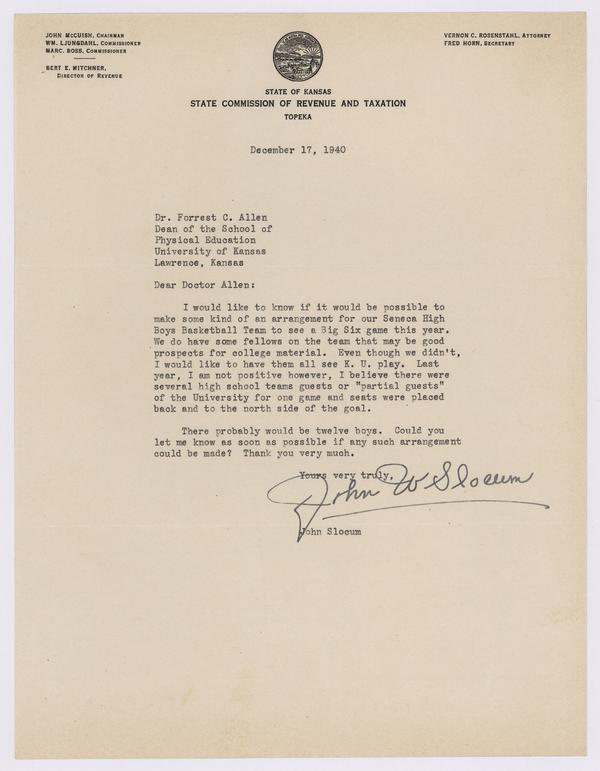 JOHN McCUISH, CHAIRMAN
WM. LJUNGDAHL, COMMISSIONER
MARC. BOSS, COMMISSIONER
BERT E. MITCHNER,
DIRECTOR OF REVENUE
VERNON C. ROSENSTAHL, ATTORNEY
FRED HORN, SECRETARY
STATE OF KANSAS
STATE COMMISSION OF REVENUE AND TAXATION
TOPEKA
December 17, 1940
Dr. Forrest C. Allen
Dean of the School of
Physical Education
University of Kansas
Lawrence, Kansas
Dear Doctor Allen:
I would like to know if it would be possible to
make some kind of an arrangement for our Seneca High
Boys Basketball Team to see a Big Six game this year.
We do have some fellows on the team that may be good
prospects for college material. Even though we didn't,
I would like to have them all see K. U. play. Last
year, I am not positive however, I believe there were
several high school teams guests or "partial guests"
of the University for one game and seats were placed
back and to the north side of the goal.
There probably would be twelve boys. Could you
let me know as soon as possible if any such arrangement
could be made? Thank you very much.
Yours very truly,
John W Slocum
John Slocum